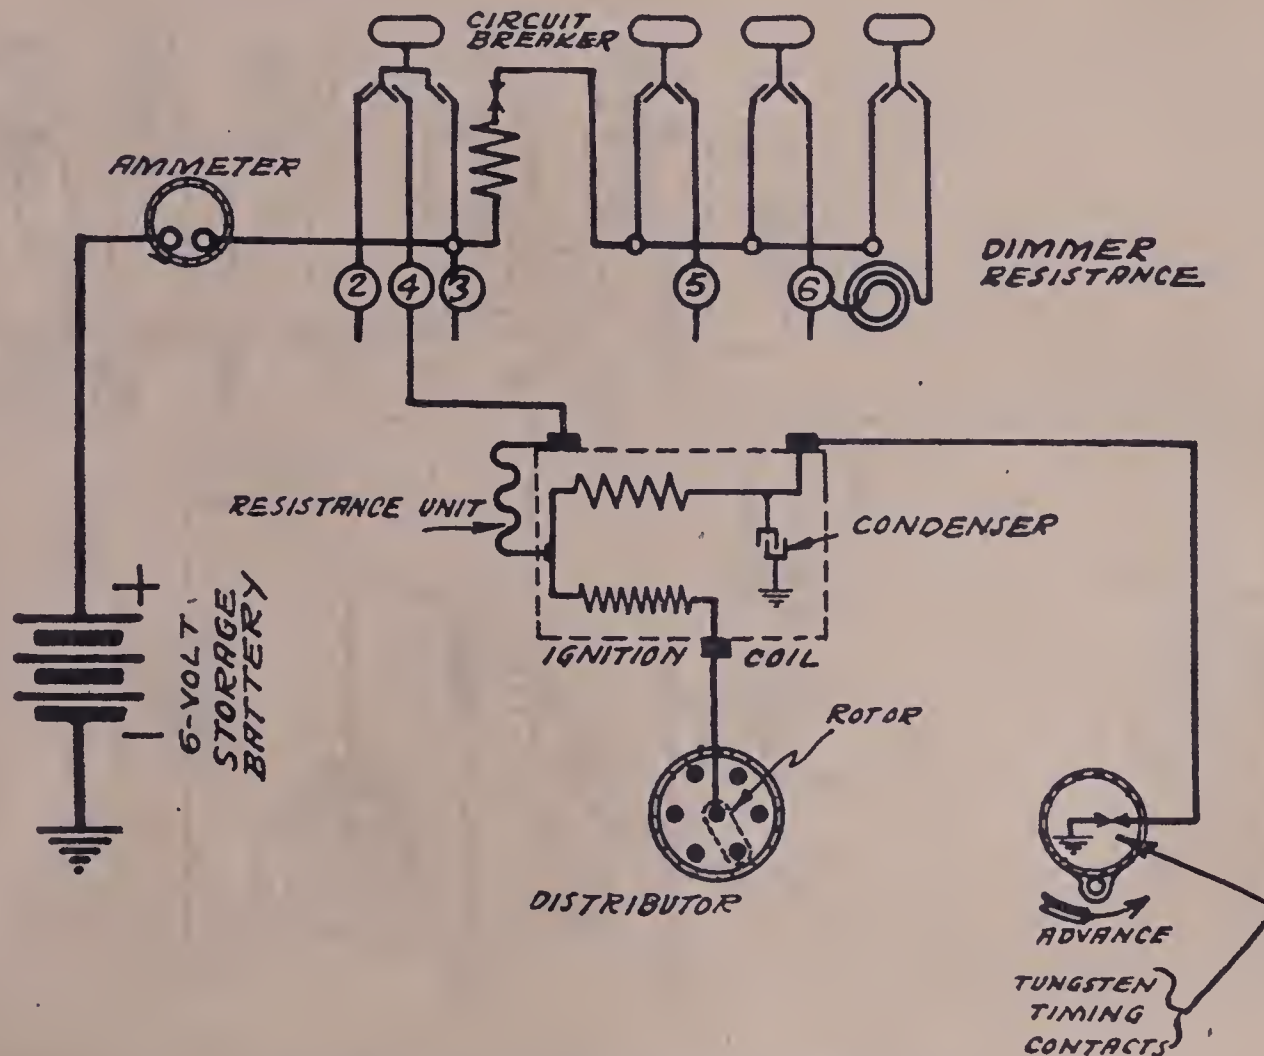 CIRCUIT
BREAKER
AMMETER
DIMMER
RESISTANCE
2
4
3
5
6
RESISTANCE UNIT
CONDENSER
+
6-VOLT
STORAGE
BATTERY
−
IGNITION COIL
ROTOR
DISTRIBUTOR
ADVANCE
TUNGSTEN
TIMING
CONTACTS